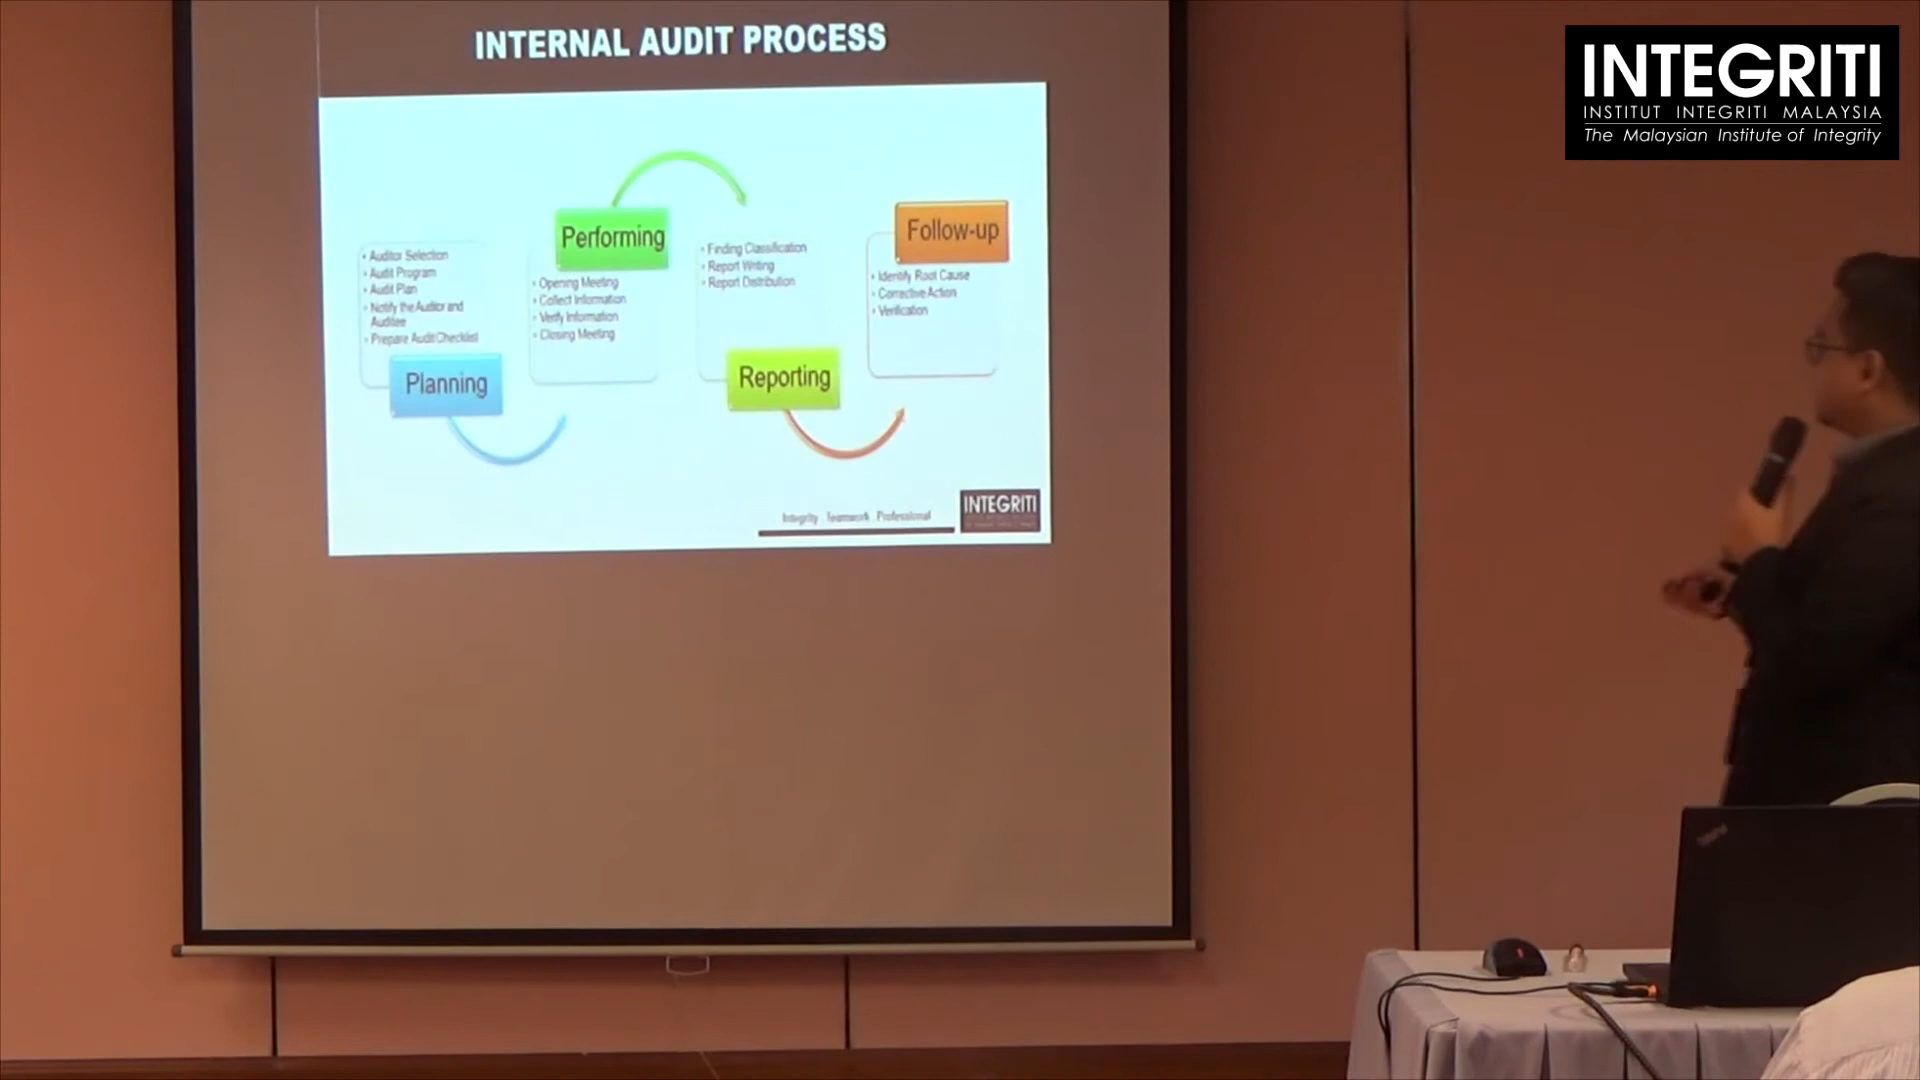 INTERNAL AUDIT PROCESS
INTEGRITI
INSTITUT INTEGRITI MALAYSIA
The Malaysian Institute of Integrity
• Auditor Selection
• Audit Program
• Audit Plan
• Notify the Auditor and
Auditee
• Prepare Audit Checklist
Planning
Performing
• Opening Meeting
• Collect Information
• Verify Information
• Closing Meeting
• Finding Classification
• Report Writing
• Report Distribution
Reporting
Follow-up
• Identify Root Cause
• Corrective Action
• Verification
Integrity Teamwork Professional
INTEGRITI
ThinkPad